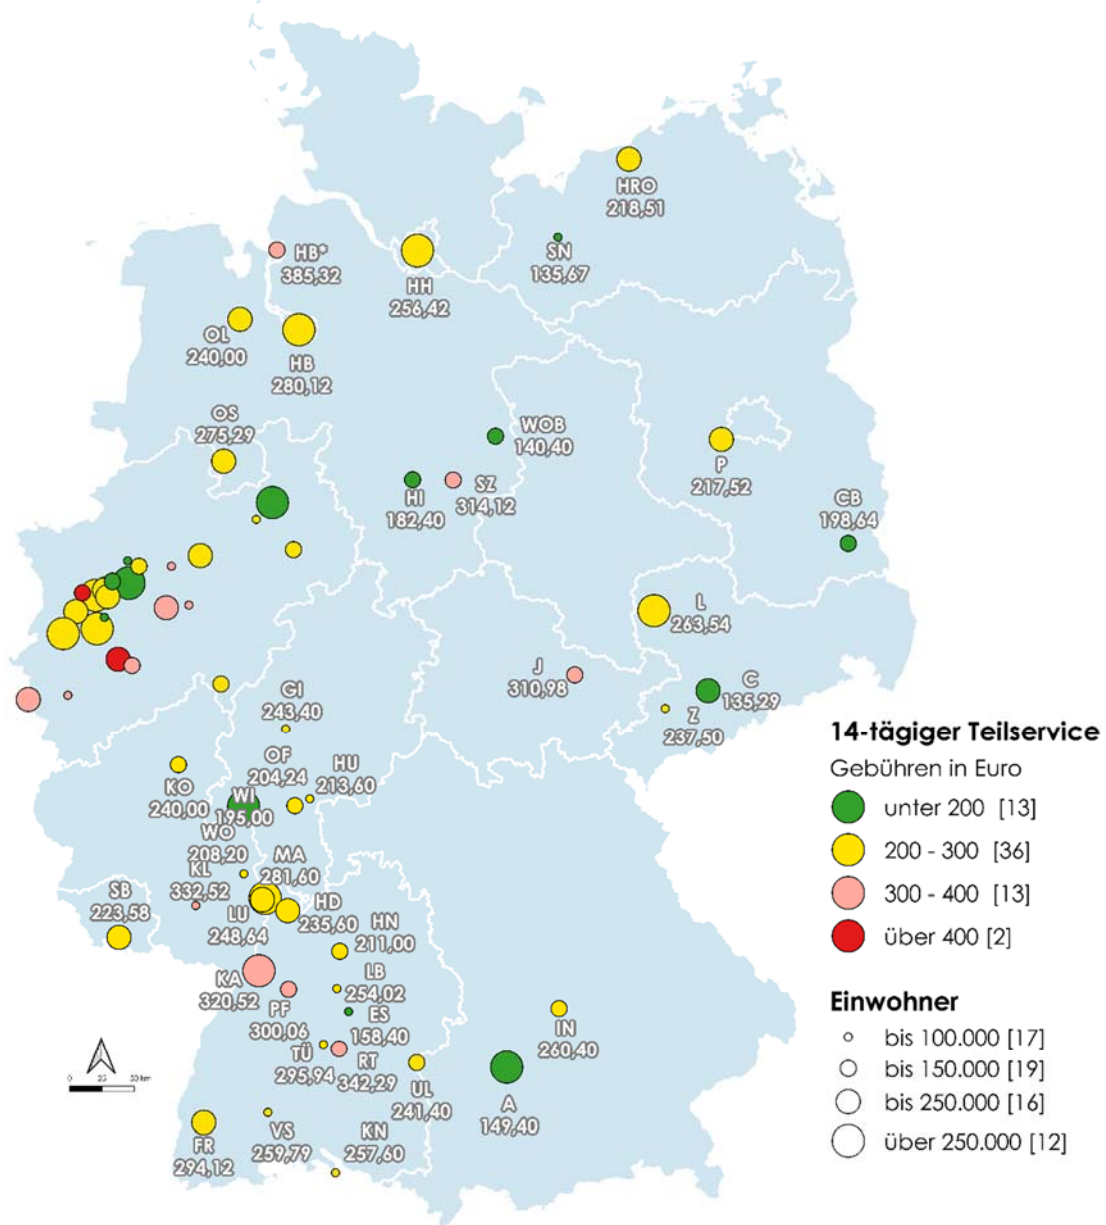 HRO
218,51
SN
135,67
HB*
385,32
HH
256,42
OL
240,00
HB
280,12
OS
275,29
WOB
140,40
P
217,52
HI
182,40
SZ
314,12
CB
198,64
L
263,54
J
310,98
C
135,29
Z
237,50
GI
243,40
OF
204,24
HU
213,60
KO
240,00
WI
195,00
WO
208,20
MA
281,60
KL
332,52
SB
223,58
HD
235,60
LU
248,64
HN
211,00
KA
320,52
LB
254,02
PF
300,06
ES
158,40
IN
260,40
TÜ
295,94
RT
342,29
UL
241,40
A
149,40
FR
294,12
VS
259,79
KN
257,60
0 25 50 km
14-tägiger Teilservice
Gebühren in Euro
unter 200 [13]
200 - 300 [36]
300 - 400 [13]
über 400 [2]
Einwohner
bis 100.000 [17]
bis 150.000 [19]
bis 250.000 [16]
über 250.000 [12]